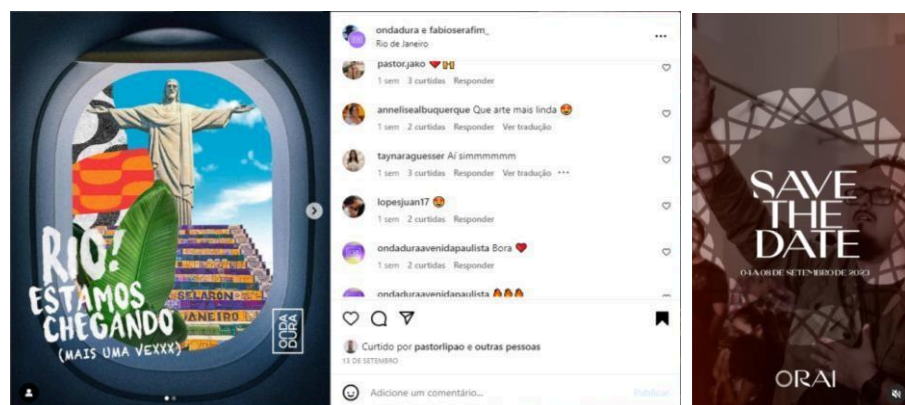 RIO!
ESTAMOS
CHEGANDO
(MAIS UMA VEXXX)
SELARÓN
JANEIRO
ONDA
DURA
ondadura e fabioserafim_
Rio de Janeiro
pastor.jako ❤️🙌
1 sem 3 curtidas Responder
annelisealbuquerque Que arte mais linda 😍
1 sem 2 curtidas Responder Ver tradução
taynaraguesser Aí simmmmmm
1 sem 3 curtidas Responder Ver tradução •••
lopesjuan17 😍
1 sem 2 curtidas Responder
ondaduraavenidapaulista Bora ❤️
1 sem 2 curtidas Responder
ondaduraavenidapaulista 🔥🔥🔥
Curtido por pastorlipao e outras pessoas
13 DE SETEMBRO
Adicione um comentário...
Publicar
SAVE
THE
DATE
04 A 08 DE SETEMBRO DE 2023
ORAI